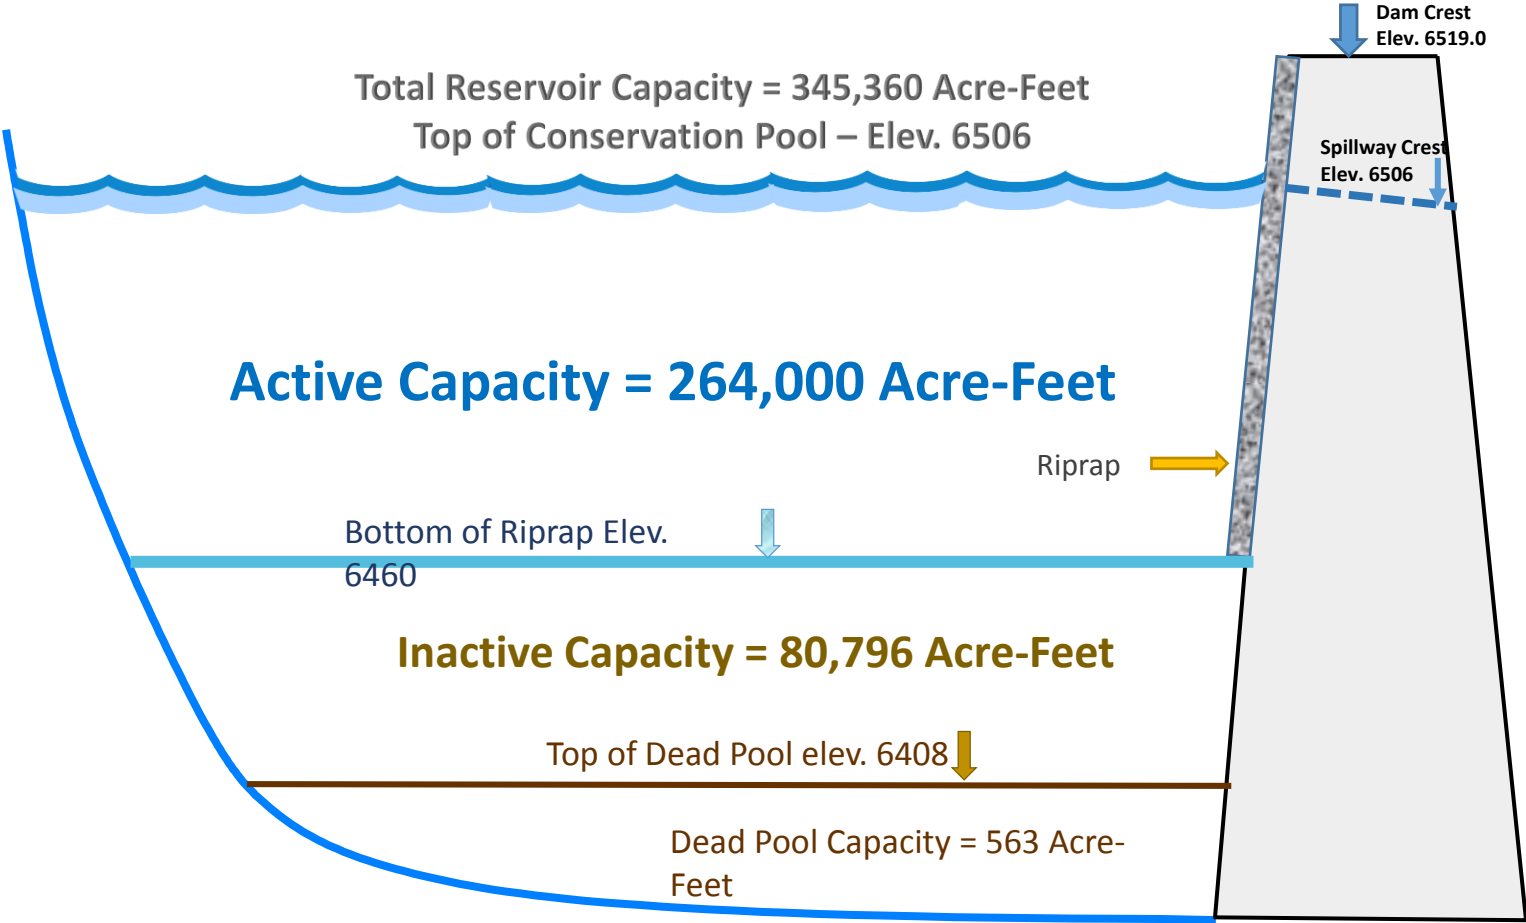 Dam Crest
Elev. 6519.0
Total Reservoir Capacity = 345,360 Acre-Feet
Top of Conservation Pool – Elev. 6506
Spillway Crest
Elev. 6506
Active Capacity = 264,000 Acre-Feet
Riprap
Bottom of Riprap Elev.
6460
Inactive Capacity = 80,796 Acre-Feet
Top of Dead Pool elev. 6408
Dead Pool Capacity = 563 Acre-
Feet